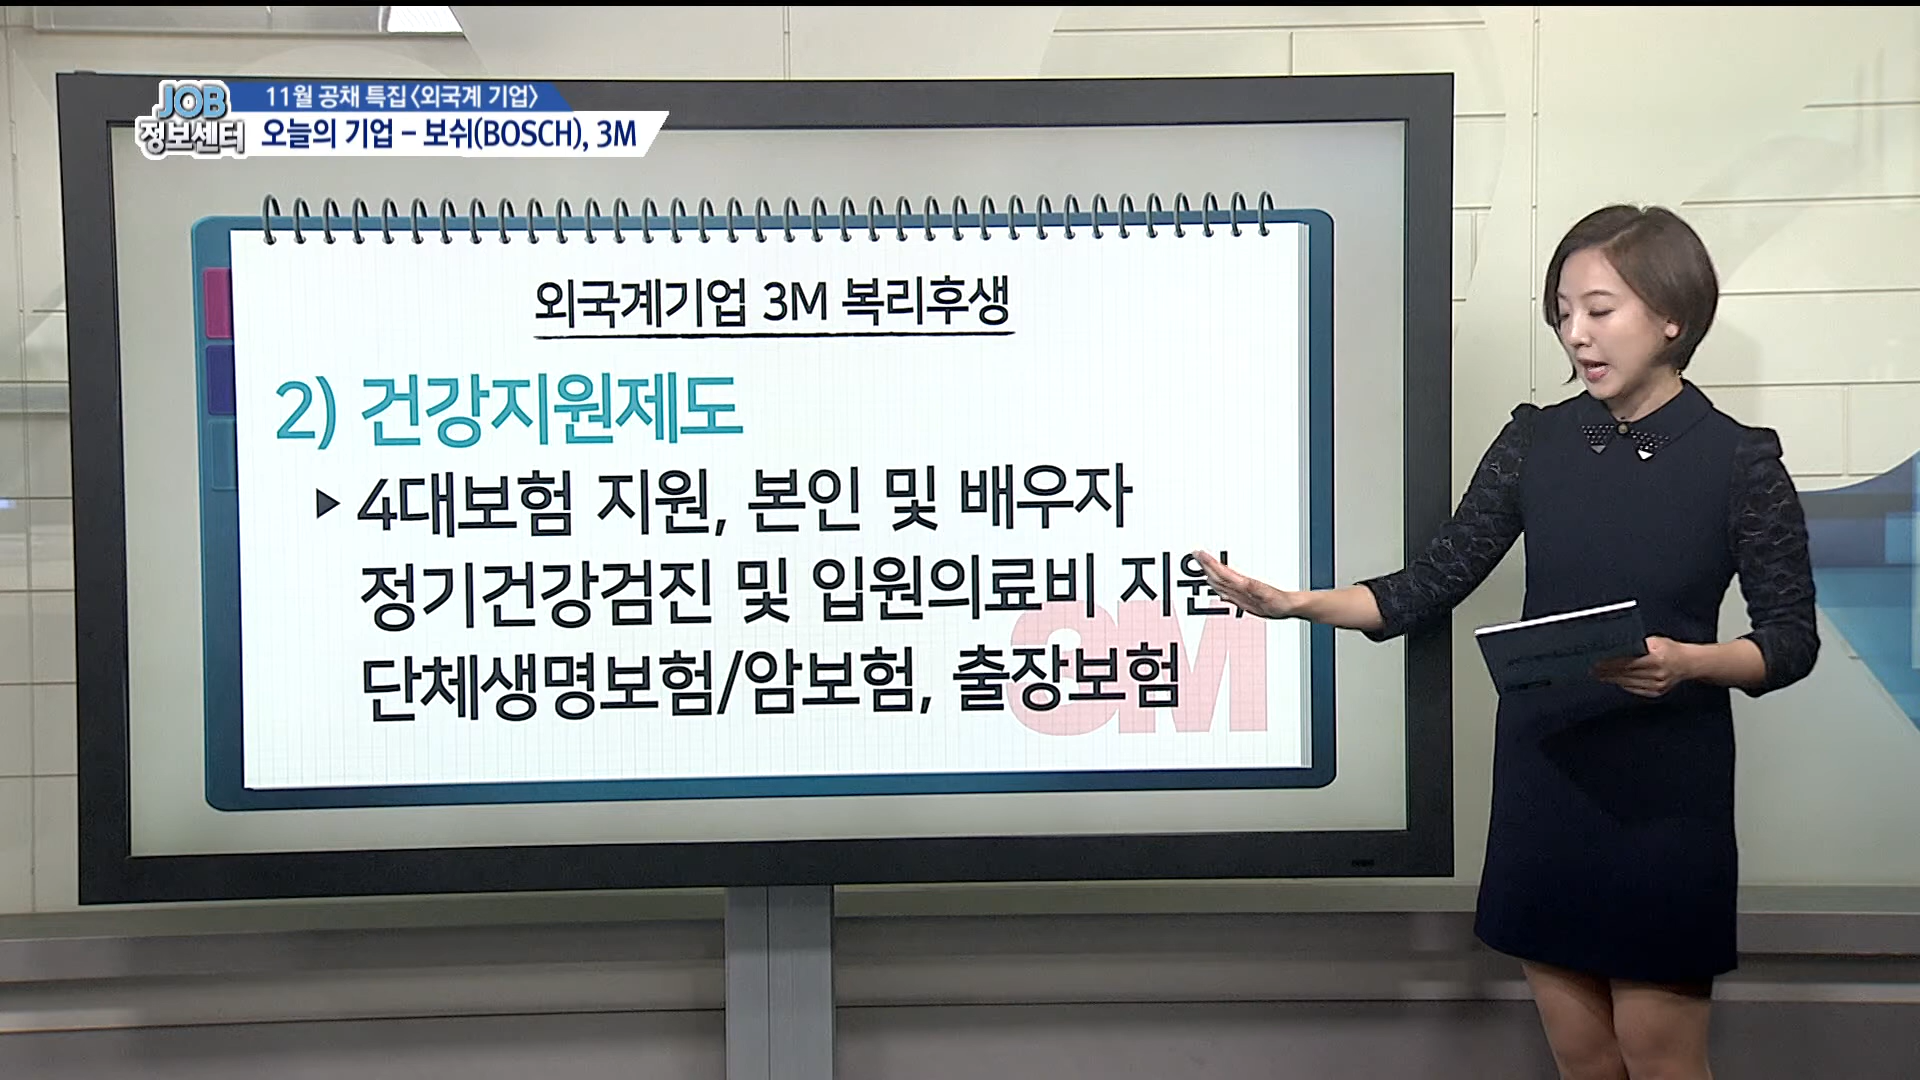 JOB
정보센터
11월 공채 특집〈외국계 기업〉
오늘의 기업 – 보쉬(BOSCH), 3M
외국계기업 3M 복리후생
2) 건강지원제도
▶ 4대보험 지원, 본인 및 배우자
정기건강검진 및 입원의료비 지원,
단체생명보험/암보험, 출장보험
3M